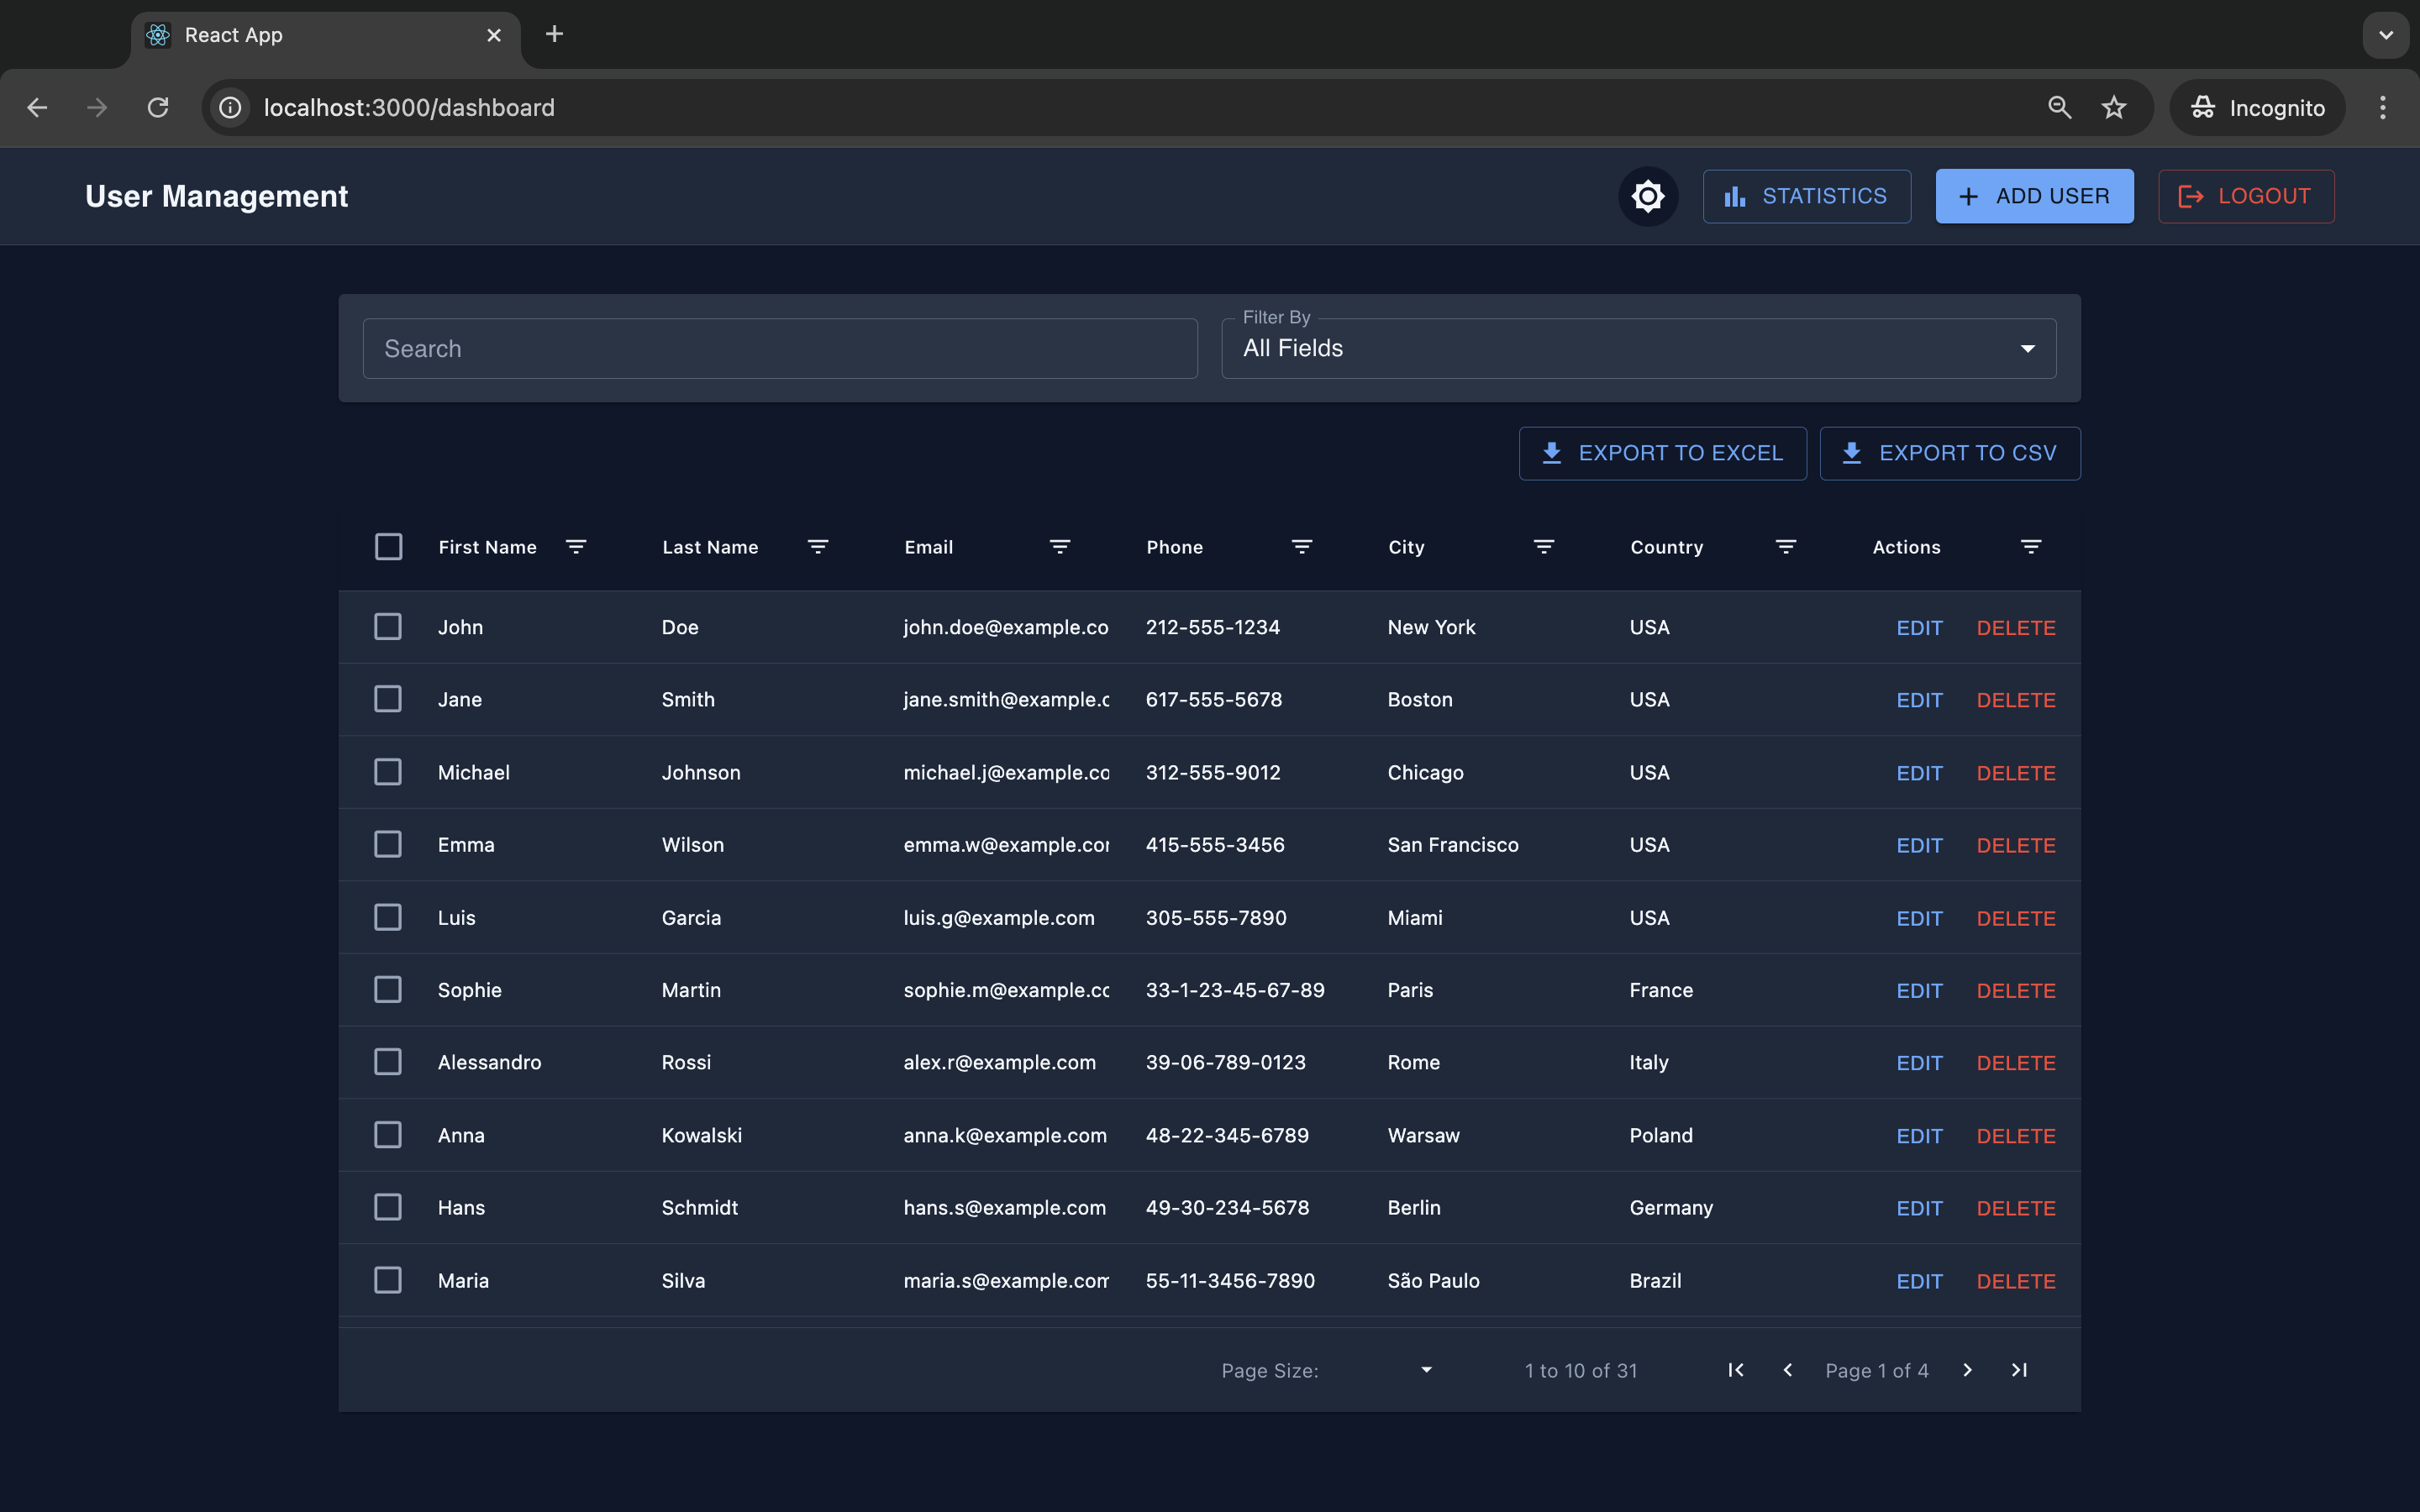 React App
localhost:3000/dashboard
Incognito
User Management
STATISTICS
ADD USER
LOGOUT
Search
Filter By
All Fields
EXPORT TO EXCEL
EXPORT TO CSV
First Name Last Name Email Phone City Country Actions
John Doe john.doe@example.co 212-555-1234 New York USA EDIT DELETE
Jane Smith jane.smith@example.c 617-555-5678 Boston USA EDIT DELETE
Michael Johnson michael.j@example.co 312-555-9012 Chicago USA EDIT DELETE
Emma Wilson emma.w@example.cor 415-555-3456 San Francisco USA EDIT DELETE
Luis Garcia luis.g@example.com 305-555-7890 Miami USA EDIT DELETE
Sophie Martin sophie.m@example.cc 33-1-23-45-67-89 Paris France EDIT DELETE
Alessandro Rossi alex.r@example.com 39-06-789-0123 Rome Italy EDIT DELETE
Anna Kowalski anna.k@example.com 48-22-345-6789 Warsaw Poland EDIT DELETE
Hans Schmidt hans.s@example.com 49-30-234-5678 Berlin Germany EDIT DELETE
Maria Silva maria.s@example.com 55-11-3456-7890 São Paulo Brazil EDIT DELETE
Page Size: 1 to 10 of 31 Page 1 of 4